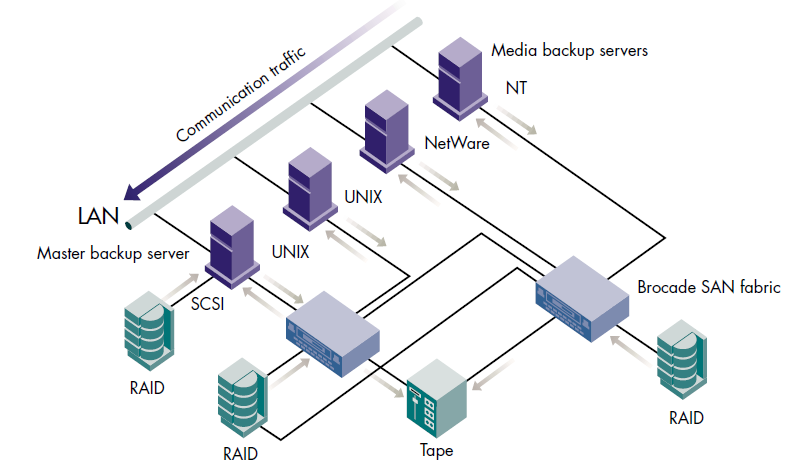 Media backup servers
Communication traffic
NT
NetWare
UNIX
LAN
Master backup server
UNIX
Brocade SAN fabric
SCSI
RAID
RAID
RAID
Tape